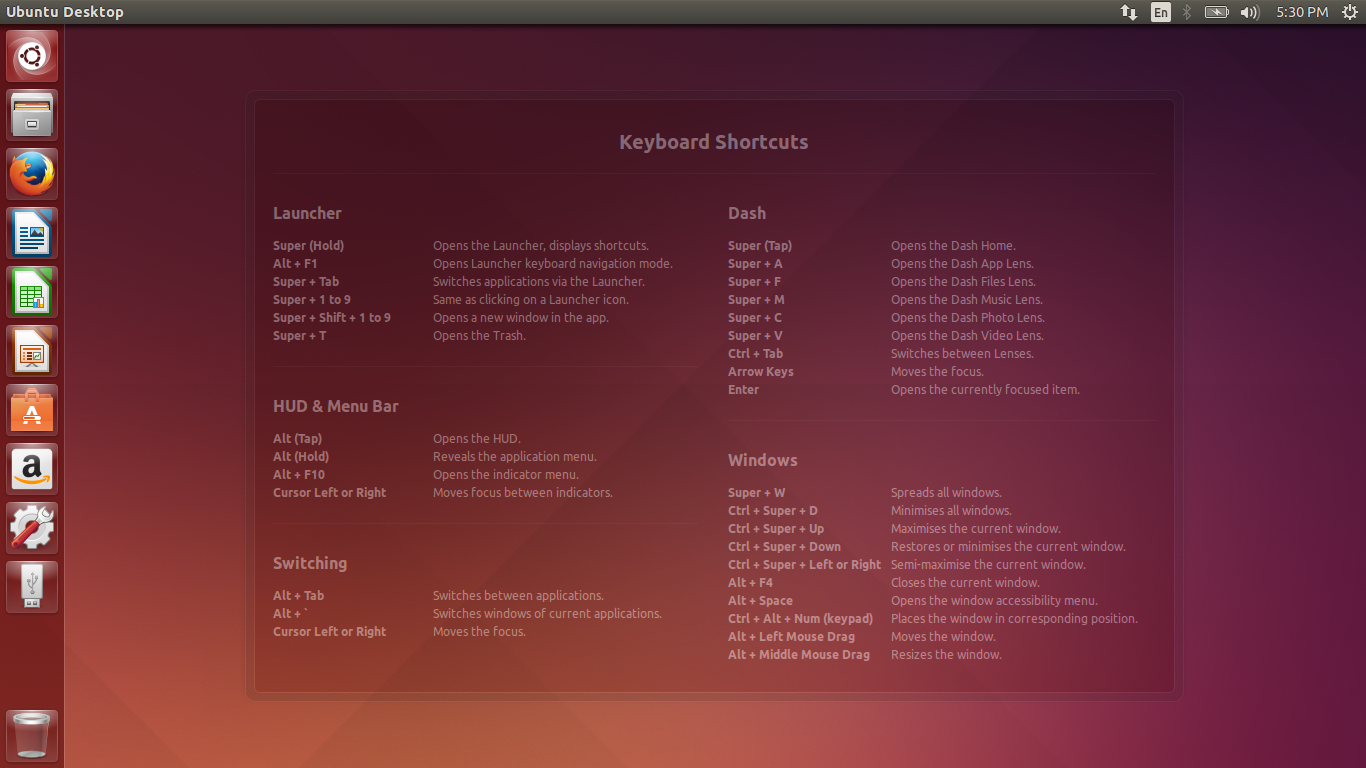 Ubuntu Desktop
En
5:30 PM
Keyboard Shortcuts
Launcher
Super (Hold) Opens the Launcher, displays shortcuts.
Alt + F1 Opens Launcher keyboard navigation mode.
Super + Tab Switches applications via the Launcher.
Super + 1 to 9 Same as clicking on a Launcher icon.
Super + Shift + 1 to 9 Opens a new window in the app.
Super + T Opens the Trash.
HUD & Menu Bar
Alt (Tap) Opens the HUD.
Alt (Hold) Reveals the application menu.
Alt + F10 Opens the indicator menu.
Cursor Left or Right Moves focus between indicators.
Switching
Alt + Tab Switches between applications.
Alt + ` Switches windows of current applications.
Cursor Left or Right Moves the focus.
Dash
Super (Tap) Opens the Dash Home.
Super + A Opens the Dash App Lens.
Super + F Opens the Dash Files Lens.
Super + M Opens the Dash Music Lens.
Super + C Opens the Dash Photo Lens.
Super + V Opens the Dash Video Lens.
Ctrl + Tab Switches between Lenses.
Arrow Keys Moves the focus.
Enter Opens the currently focused item.
Windows
Super + W Spreads all windows.
Ctrl + Super + D Minimises all windows.
Ctrl + Super + Up Maximises the current window.
Ctrl + Super + Down Restores or minimises the current window.
Ctrl + Super + Left or Right Semi-maximise the current window.
Alt + F4 Closes the current window.
Alt + Space Opens the window accessibility menu.
Ctrl + Alt + Num (keypad) Places the window in corresponding position.
Alt + Left Mouse Drag Moves the window.
Alt + Middle Mouse Drag Resizes the window.